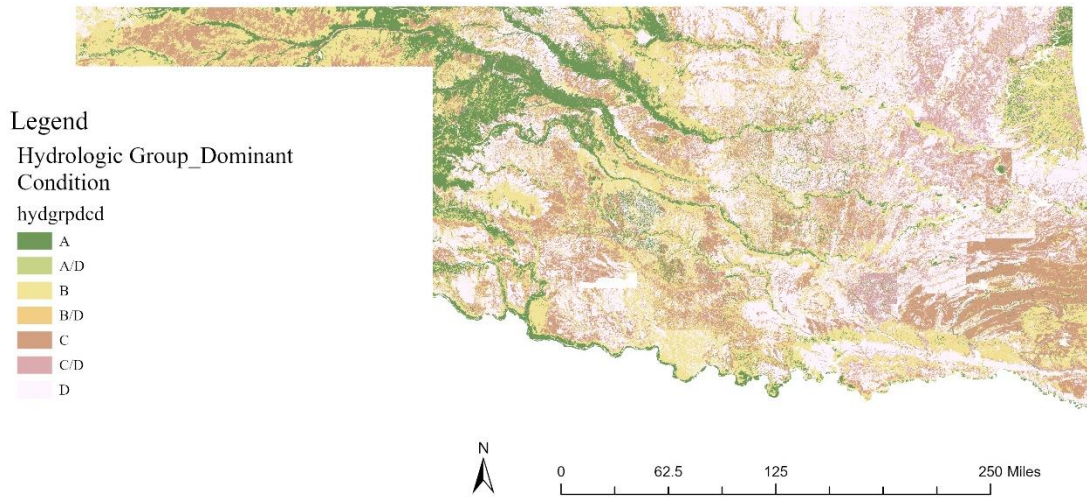 Legend
Hydrologic Group_Dominant
Condition
hydgrpdcd
A
A/D
B
B/D
C
C/D
D
N
0 62.5 125 250 Miles